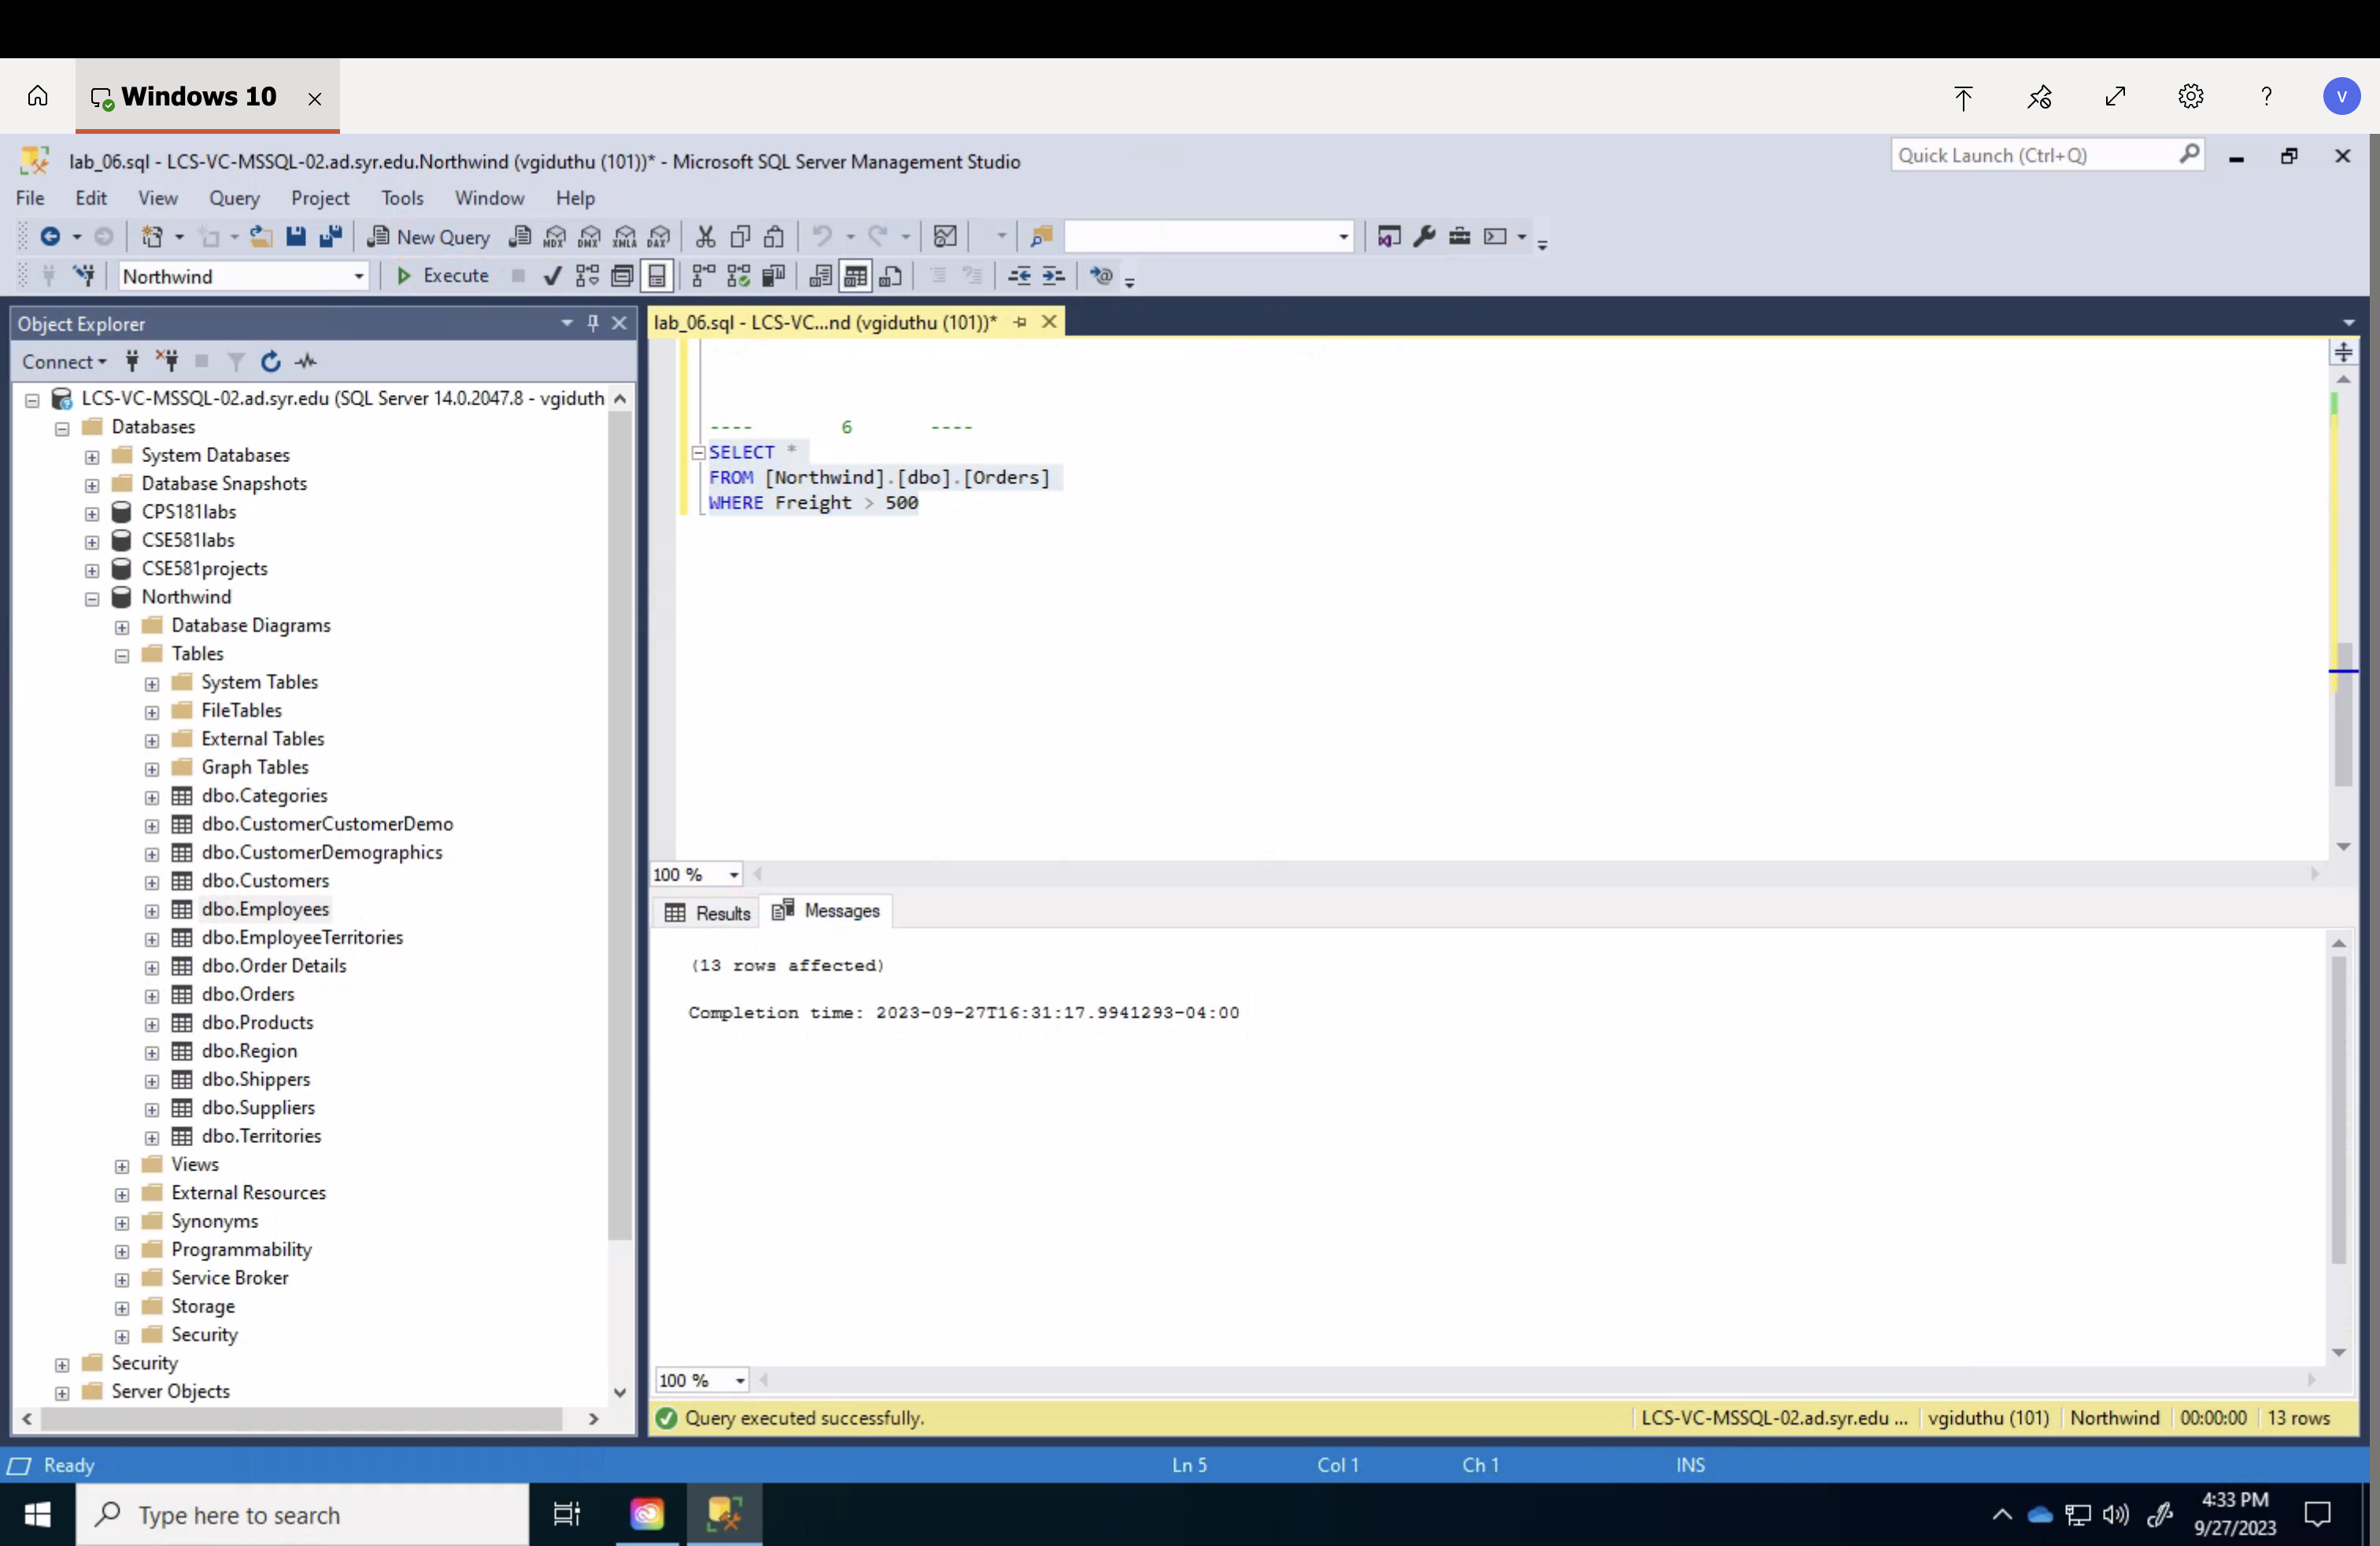 Windows 10
?
V
lab_06.sql - LCS-VC-MSSQL-02.ad.syr.edu.Northwind (vgiduthu (101))* - Microsoft SQL Server Management Studio
Quick Launch (Ctrl+Q)
File Edit View Query Project Tools Window Help
New Query MDX DMX XMLA DAX
Northwind Execute
Object Explorer
Connect
LCS-VC-MSSQL-02.ad.syr.edu (SQL Server 14.0.2047.8 - vgiduth
Databases
System Databases
Database Snapshots
CPS181labs
CSE581labs
CSE581projects
Northwind
Database Diagrams
Tables
System Tables
FileTables
External Tables
Graph Tables
dbo.Categories
dbo.CustomerCustomerDemo
dbo.CustomerDemographics
dbo.Customers
dbo.Employees
dbo.EmployeeTerritories
dbo.Order Details
dbo.Orders
dbo.Products
dbo.Region
dbo.Shippers
dbo.Suppliers
dbo.Territories
Views
External Resources
Synonyms
Programmability
Service Broker
Storage
Security
Security
Server Objects
lab_06.sql - LCS-VC...nd (vgiduthu (101))*
---- 6 ----
SELECT *
FROM [Northwind].[dbo].[Orders]
WHERE Freight > 500
100 %
Results Messages
(13 rows affected)
Completion time: 2023-09-27T16:31:17.9941293-04:00
100 %
Query executed successfully. LCS-VC-MSSQL-02.ad.syr.edu ... vgiduthu (101) Northwind 00:00:00 13 rows
Ready Ln 5 Col 1 Ch 1 INS
Type here to search
4:33 PM
9/27/2023